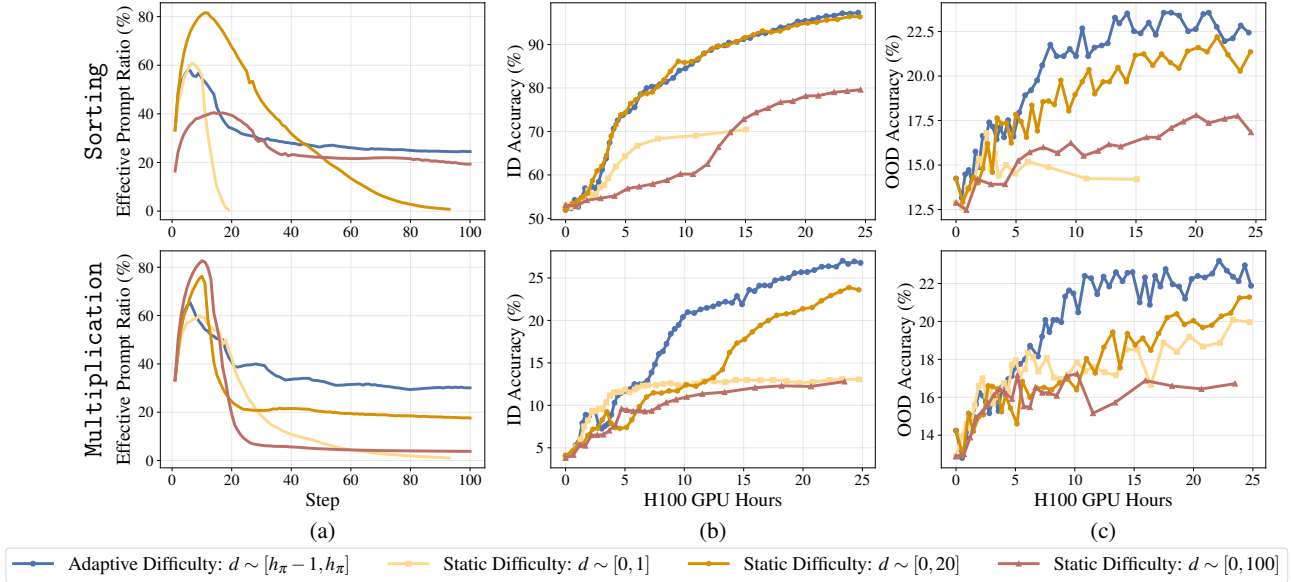 Sorting
Effective Prompt Ratio (%)
80
60
40
20
0
0 20 40 60 80 100
ID Accuracy (%)
90
80
70
60
50
0 5 10 15 20 25
OOD Accuracy (%)
22.5
20.0
17.5
15.0
12.5
0 5 10 15 20 25
Multiplication
Effective Prompt Ratio (%)
80
60
40
20
0
0 20 40 60 80 100
Step
(a)
ID Accuracy (%)
25
20
15
10
5
0 5 10 15 20 25
H100 GPU Hours
(b)
OOD Accuracy (%)
22
20
18
16
14
0 5 10 15 20 25
H100 GPU Hours
(c)
Adaptive Difficulty: d ∼ [hπ − 1, hπ] Static Difficulty: d ∼ [0, 1] Static Difficulty: d ∼ [0, 20] Static Difficulty: d ∼ [0, 100]